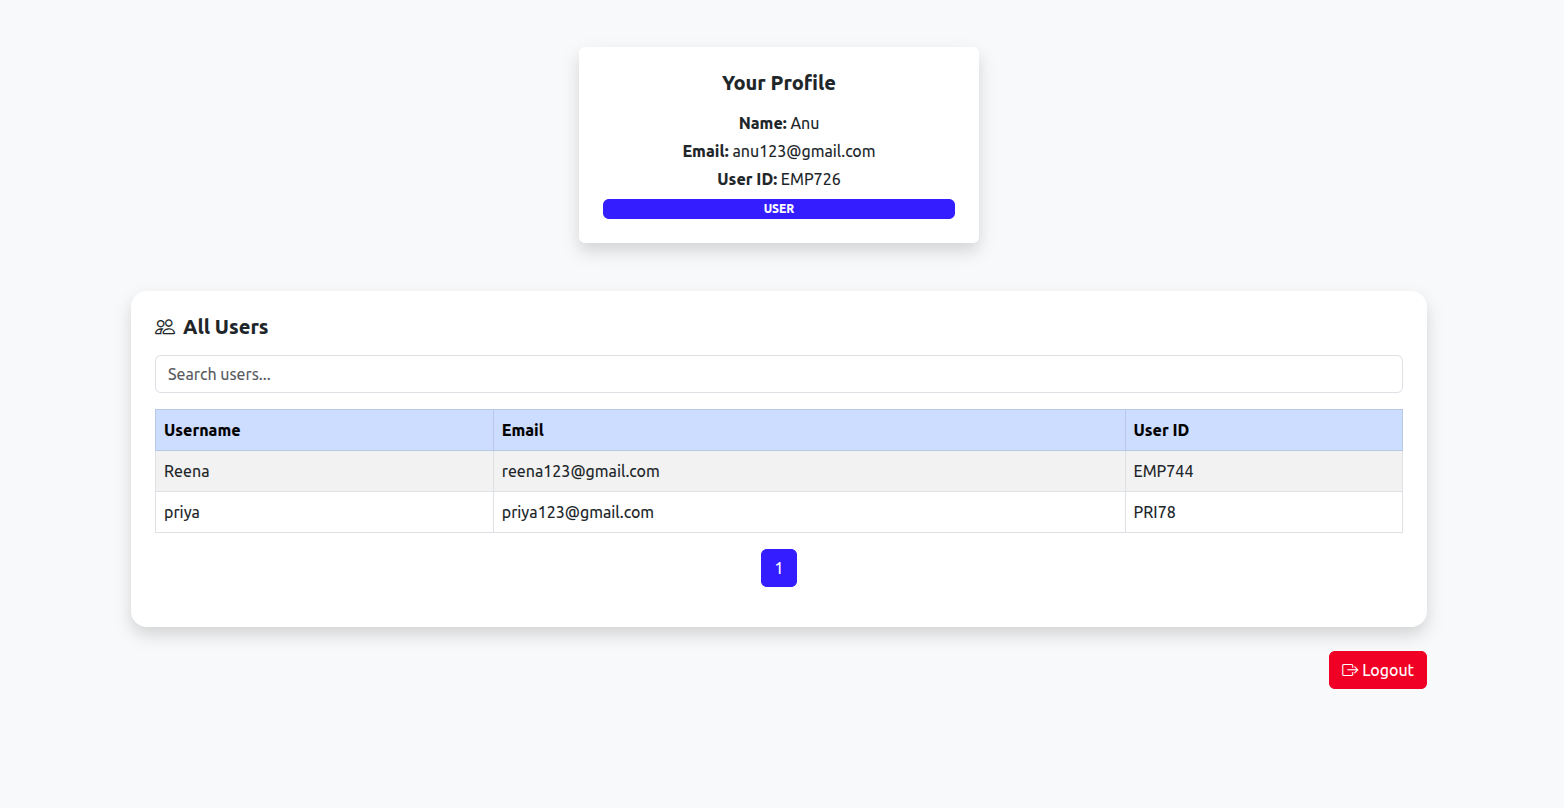 Your Profile
Name: Anu
Email: anu123@gmail.com
User ID: EMP726
USER
All Users
Search users...
Username Email User ID
Reena reena123@gmail.com EMP744
priya priya123@gmail.com PRI78
1
Logout